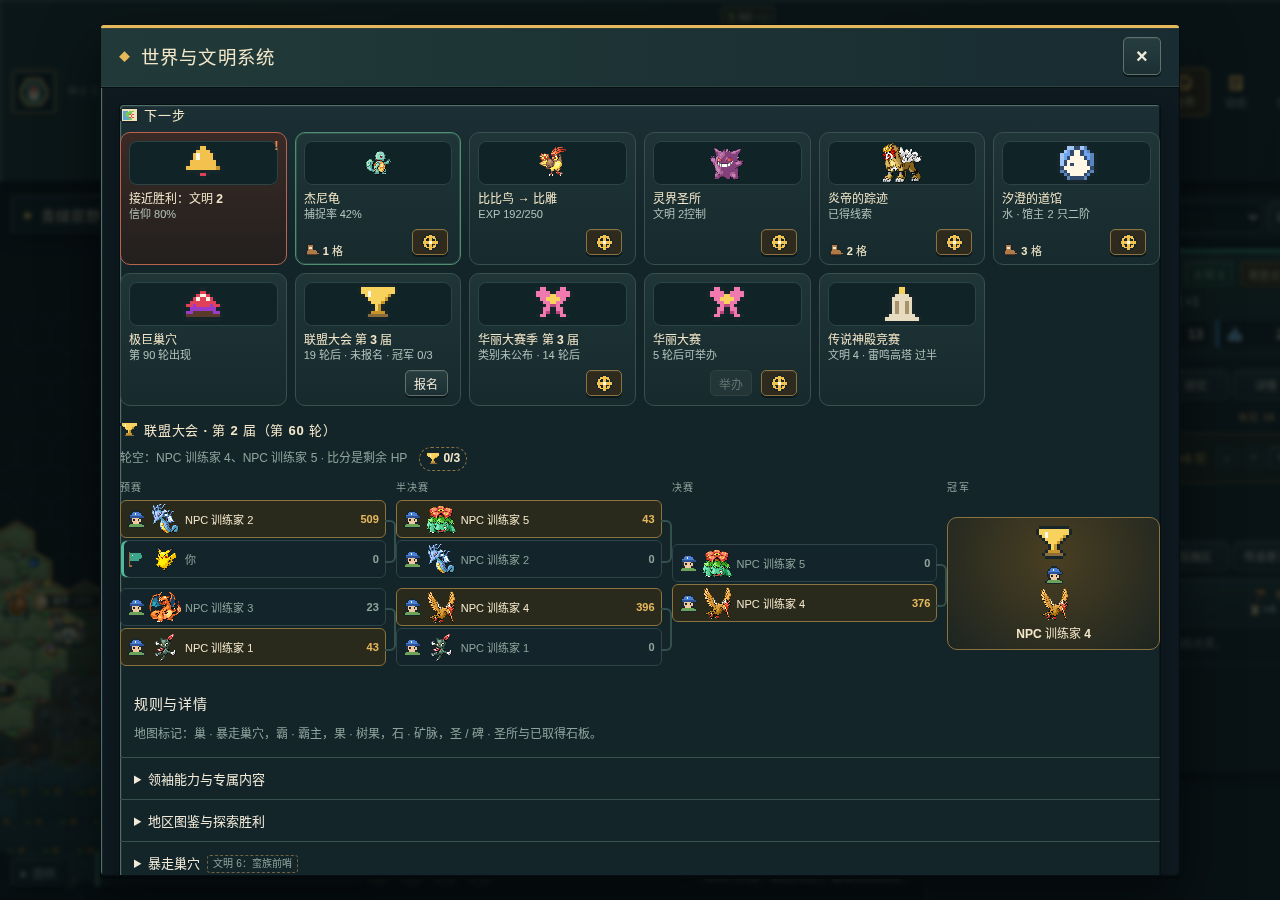 世界与文明系统
×
下一步
!
接近胜利：文明 2
信仰 80%
杰尼龟
捕捉率 42%
1 格
比比鸟 → 比雕
EXP 192/250
灵界圣所
文明 2控制
炎帝的踪迹
已得线索
2 格
汐澄的道馆
水 · 馆主 2 只二阶
3 格
极巨巢穴
第 90 轮出现
联盟大会 第 3 届
19 轮后 · 未报名 · 冠军 0/3
报名
华丽大赛季 第 3 届
类别未公布 · 14 轮后
华丽大赛
5 轮后可举办
举办
传说神殿竞赛
文明 4 · 雷鸣高塔 过半
联盟大会 · 第 2 届（第 60 轮）
轮空：NPC 训练家 4、NPC 训练家 5 · 比分是剩余 HP
0/3
预赛
NPC 训练家 2 509
你 0
NPC 训练家 3 23
NPC 训练家 1 43
半决赛
NPC 训练家 5 43
NPC 训练家 2 0
NPC 训练家 4 396
NPC 训练家 1 0
决赛
NPC 训练家 5 0
NPC 训练家 4 376
冠军
NPC 训练家 4
规则与详情
地图标记：巢 · 暴走巢穴，霸 · 霸主，果 · 树果，石 · 矿脉，圣 / 碑 · 圣所与已取得石板。
▶ 领袖能力与专属内容
▶ 地区图鉴与探索胜利
▶ 暴走巢穴 文明 6：蛮族前哨